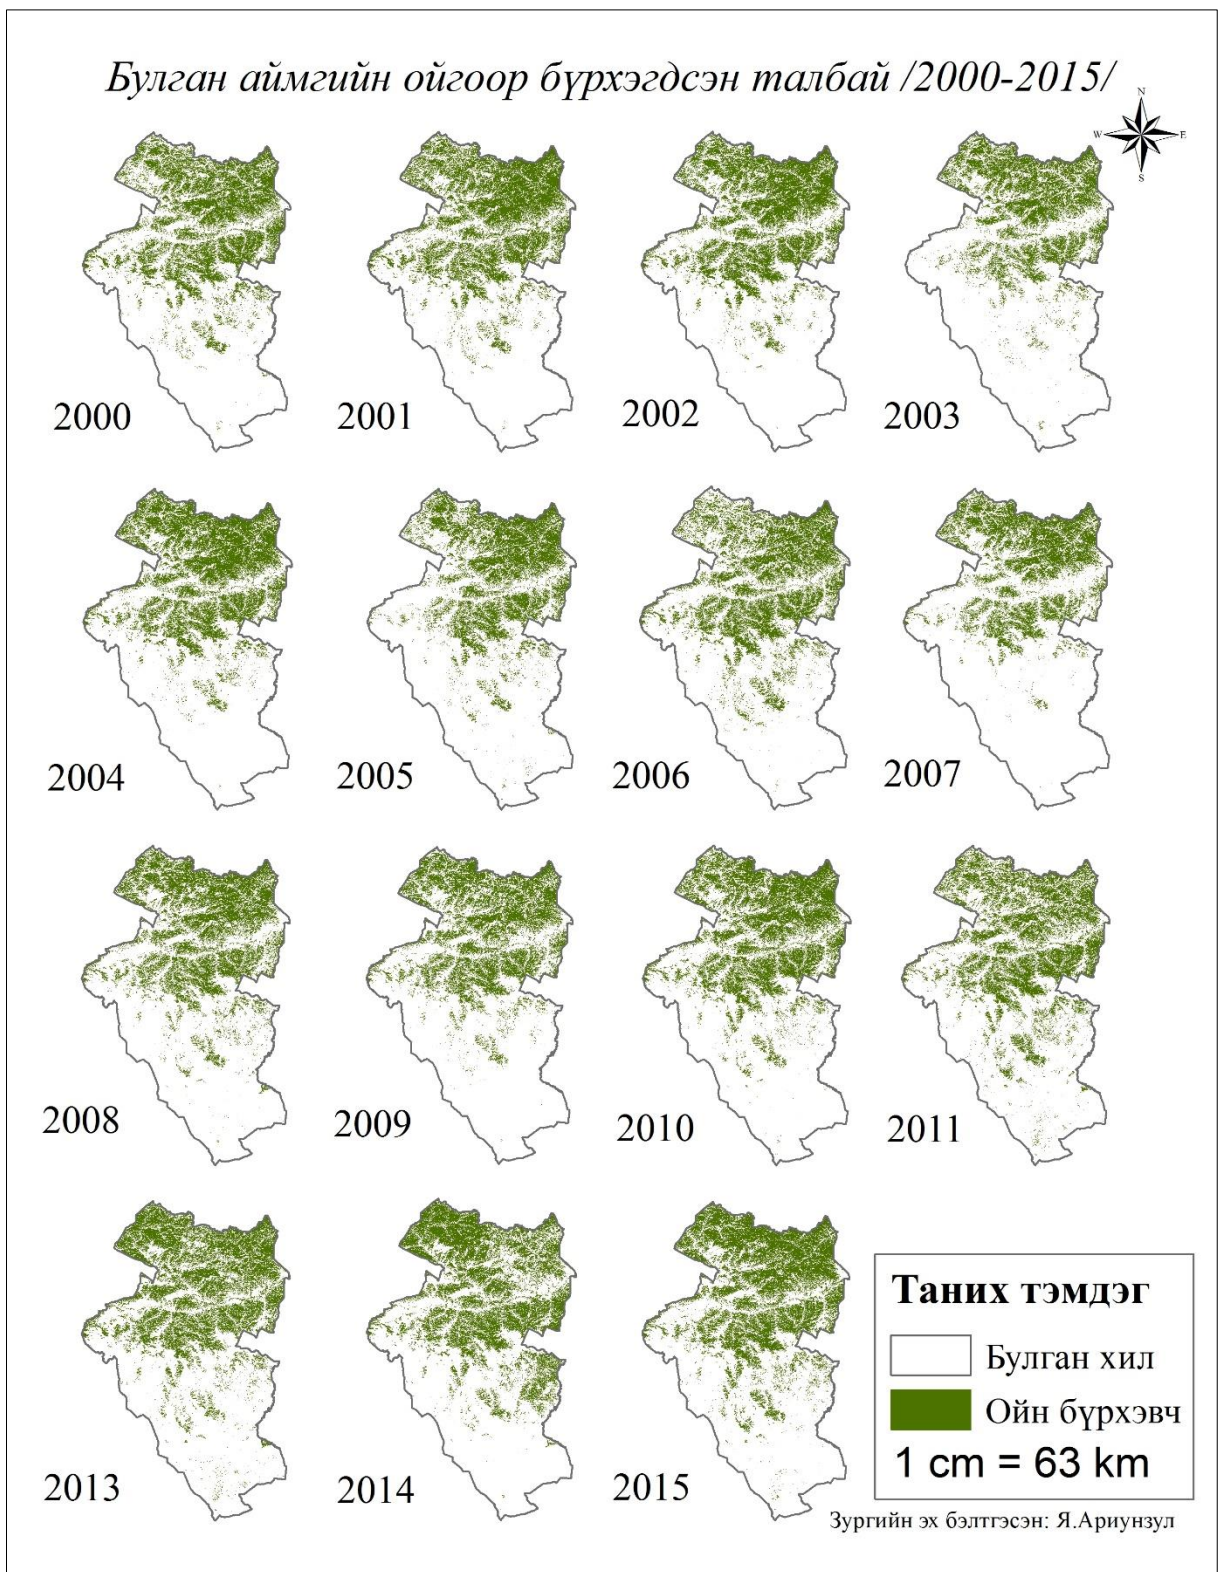 Булган аймгийн ойгоор бүрхэгдсэн талбай /2000-2015/
N
W E
S
2000 2001 2002 2003
2004 2005 2006 2007
2008 2009 2010 2011
2013 2014 2015
Таних тэмдэг
Булган хил
Ойн бүрхэвч
1 cm = 63 km
Зургийн эх бэлтгэсэн: Я.Ариунзул